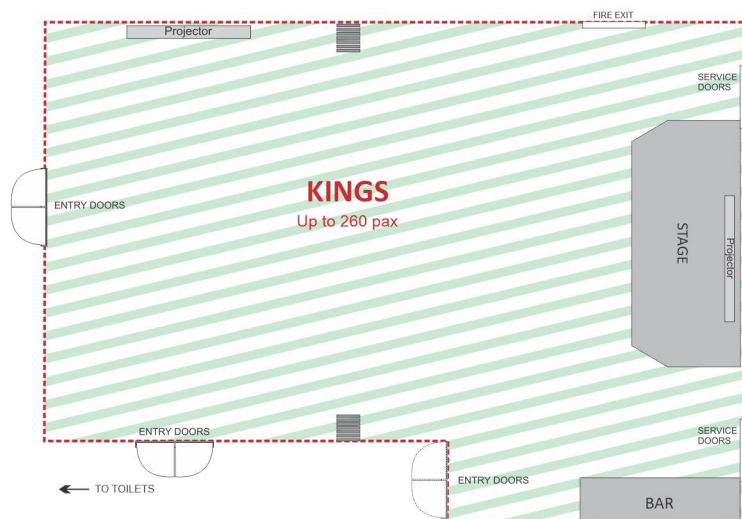 FIRE EXIT
Projector
SERVICE
DOORS
KINGS
Up to 260 pax
ENTRY DOORS
STAGE
Projector
ENTRY DOORS
SERVICE
DOORS
ENTRY DOORS
TO TOILETS
BAR